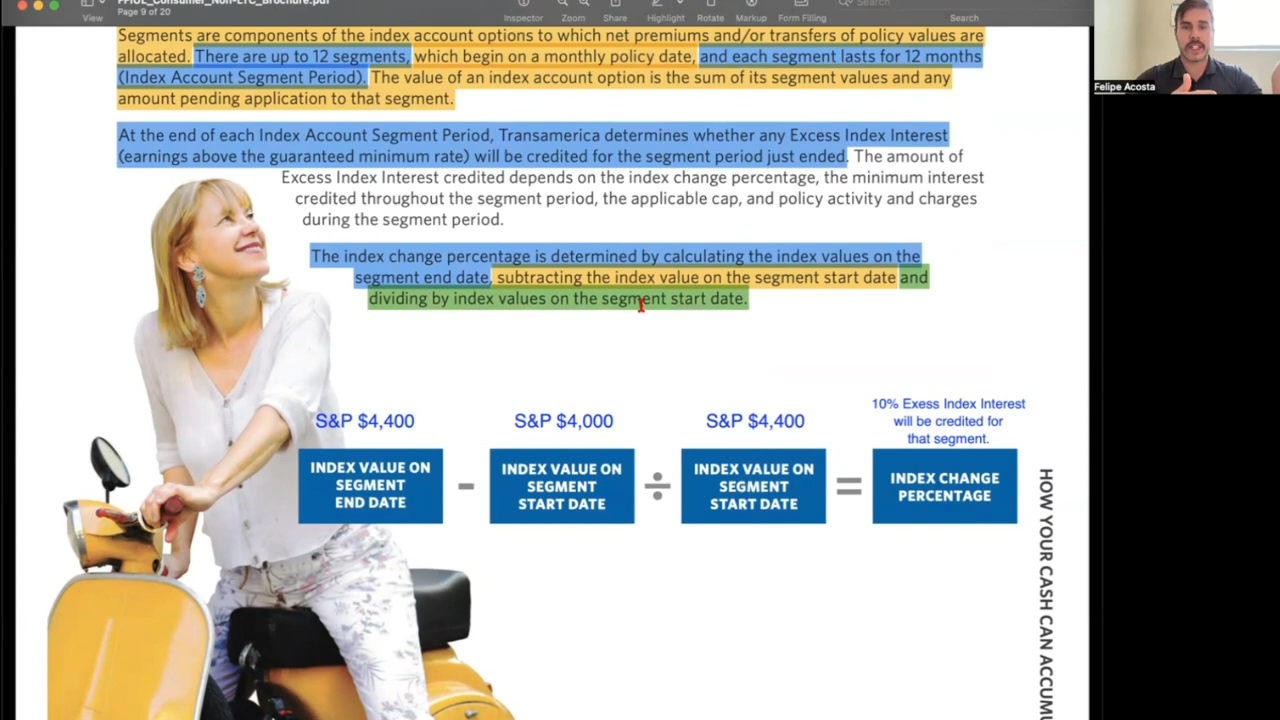 FFIUL_Consumer_Non-LTC_Brochure.pdf
Page 9 of 20
View
Inspector
Zoom
Share
Highlight
Rotate
Markup
Form Filling
Search
Search
Segments are components of the index account options to which net premiums and/or transfers of policy values are
allocated. There are up to 12 segments, which begin on a monthly policy date, and each segment lasts for 12 months
(Index Account Segment Period). The value of an index account option is the sum of its segment values and any
amount pending application to that segment.
At the end of each Index Account Segment Period, Transamerica determines whether any Excess Index Interest
(earnings above the guaranteed minimum rate) will be credited for the segment period just ended. The amount of
Excess Index Interest credited depends on the index change percentage, the minimum interest
credited throughout the segment period, the applicable cap, and policy activity and charges
during the segment period.
The index change percentage is determined by calculating the index values on the
segment end date, subtracting the index value on the segment start date and
dividing by index values on the segment start date.
S&P $4,400
S&P $4,000
S&P $4,400
10% Exess Index Interest
will be credited for
that segment.
INDEX VALUE ON
SEGMENT
END DATE
-
INDEX VALUE ON
SEGMENT
START DATE
÷
INDEX VALUE ON
SEGMENT
START DATE
=
INDEX CHANGE
PERCENTAGE
HOW YOUR CASH CAN ACCUMU
Felipe Acosta